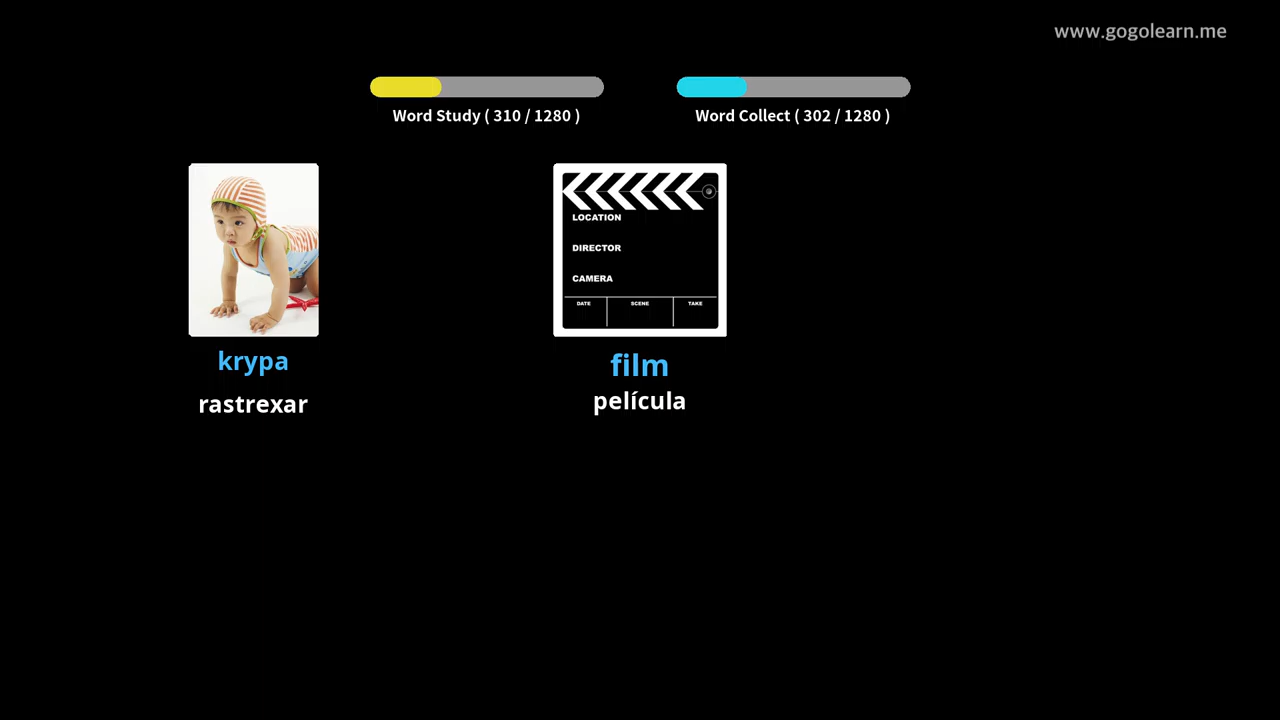 www.gogolearn.me
Word Study ( 310 / 1280 )
Word Collect ( 302 / 1280 )
LOCATION
DIRECTOR
CAMERA
DATE SCENE TAKE
krypa
film
rastrexar
película